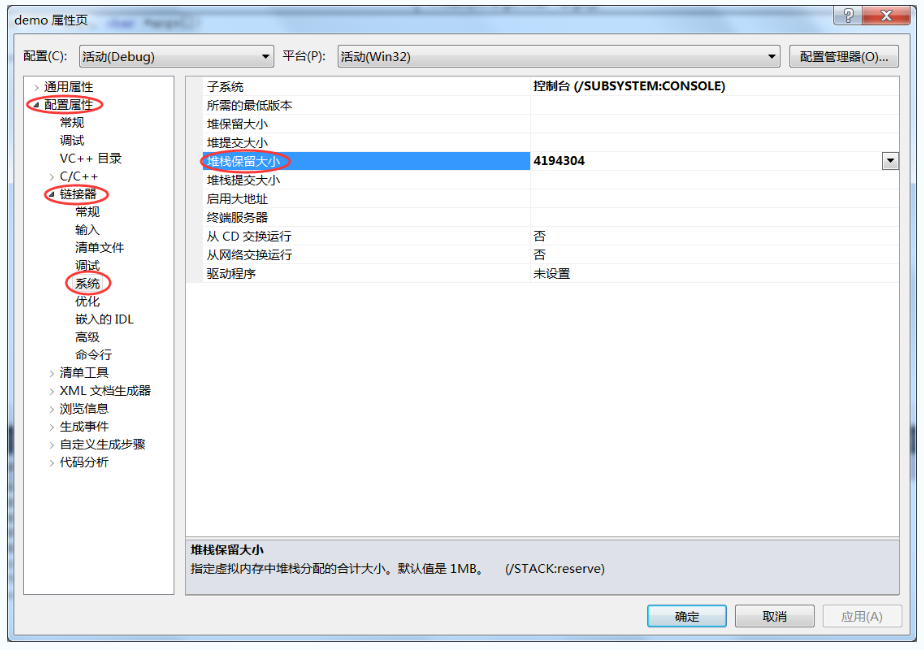 demo 属性页
配置(C): 活动(Debug) 平台(P): 活动(Win32) 配置管理器(O)...
通用属性
配置属性
常规
调试
VC++ 目录
C/C++
链接器
常规
输入
清单文件
调试
系统
优化
嵌入的 IDL
高级
命令行
清单工具
XML 文档生成器
浏览信息
生成事件
自定义生成步骤
代码分析
子系统 控制台 (/SUBSYSTEM:CONSOLE)
所需的最低版本
堆保留大小
堆提交大小
堆栈保留大小 4194304
堆栈提交大小
启用大地址
终端服务器
从 CD 交换运行 否
从网络交换运行 否
驱动程序 未设置
堆栈保留大小
指定虚拟内存中堆栈分配的合计大小。默认值是 1MB。 (/STACK:reserve)
确定 取消 应用(A)